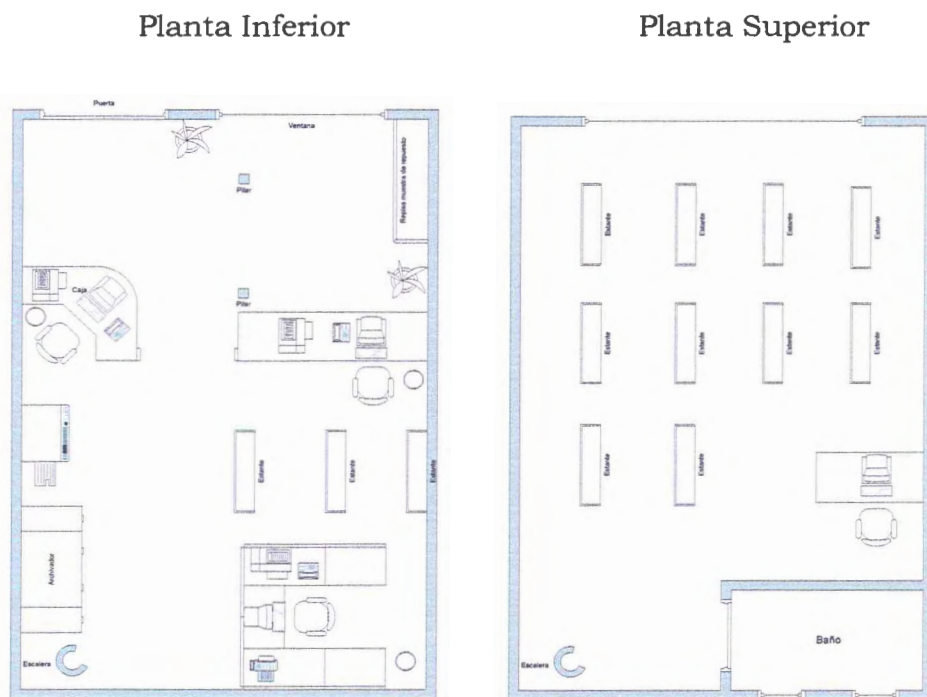 Planta Inferior
Planta Superior
Puerta
Ventana
Repisa muestra de repuesto
Pilar
Caja
Pilar
Estante
Estante
Estante
Archivador
Escalera
Estante
Estante
Estante
Estante
Estante
Estante
Estante
Estante
Estante
Estante
Baño
Escalera